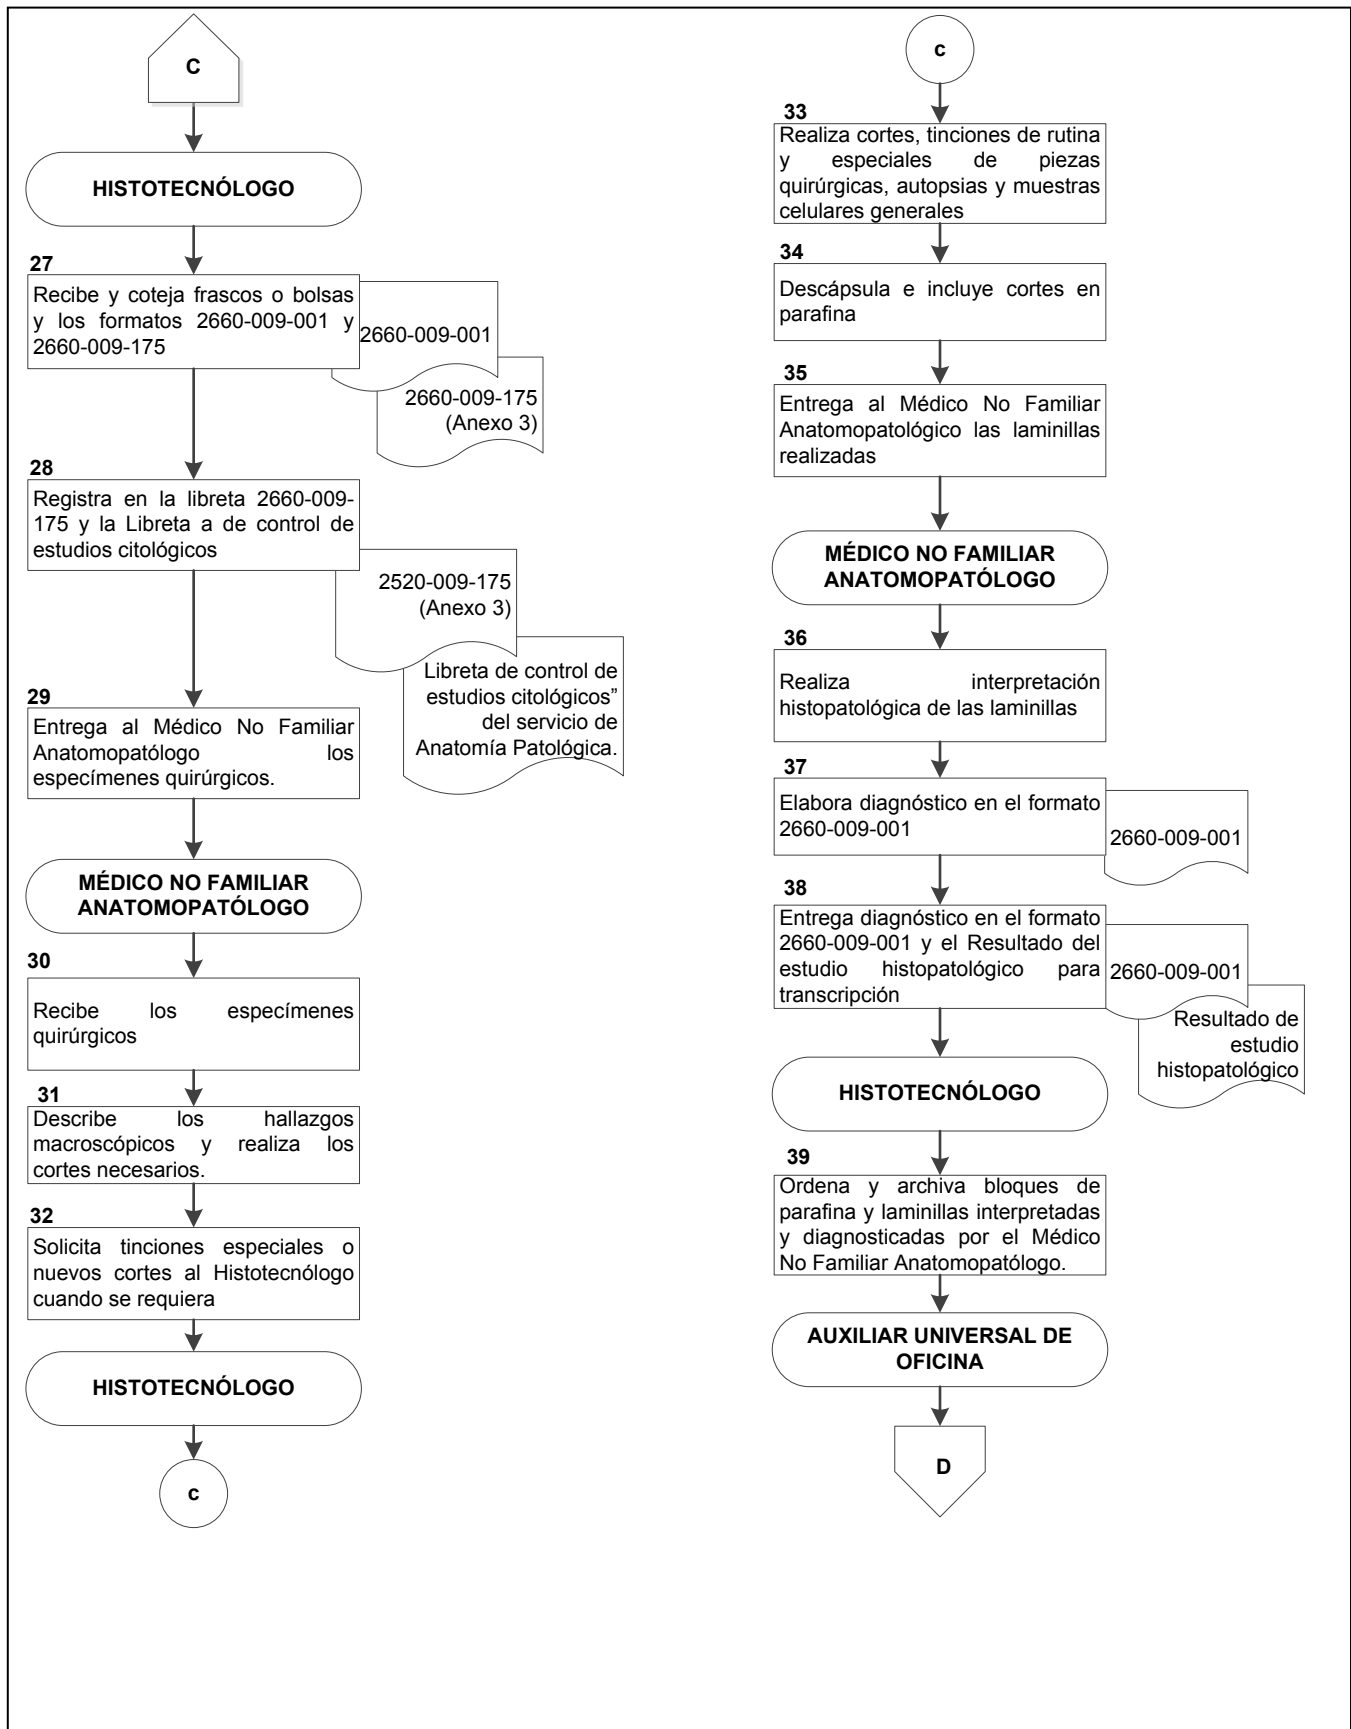 C
HISTOTECNÓLOGO
27
Recibe y coteja frascos o bolsas
y los formatos 2660-009-001 y
2660-009-175
2660-009-001
2660-009-175
(Anexo 3)
28
Registra en la libreta 2660-009-
175 y la Libreta a de control de
estudios citológicos
2520-009-175
(Anexo 3)
Libreta de control de
estudios citológicos”
del servicio de
Anatomía Patológica.
29
Entrega al Médico No Familiar
Anatomopatólogo los
especímenes quirúrgicos.
MÉDICO NO FAMILIAR
ANATOMOPATÓLOGO
30
Recibe los especímenes
quirúrgicos
31
Describe los hallazgos
macroscópicos y realiza los
cortes necesarios.
32
Solicita tinciones especiales o
nuevos cortes al Histotecnólogo
cuando se requiera
HISTOTECNÓLOGO
c
c
33
Realiza cortes, tinciones de rutina
y especiales de piezas
quirúrgicas, autopsias y muestras
celulares generales
34
Descápsula e incluye cortes en
parafina
35
Entrega al Médico No Familiar
Anatomopatológico las laminillas
realizadas
MÉDICO NO FAMILIAR
ANATOMOPATÓLOGO
36
Realiza interpretación
histopatológica de las laminillas
37
Elabora diagnóstico en el formato
2660-009-001
2660-009-001
38
Entrega diagnóstico en el formato
2660-009-001 y el Resultado del
estudio histopatológico para
transcripción
2660-009-001
Resultado de
estudio
histopatológico
HISTOTECNÓLOGO
39
Ordena y archiva bloques de
parafina y laminillas interpretadas
y diagnosticadas por el Médico
No Familiar Anatomopatólogo.
AUXILIAR UNIVERSAL DE
OFICINA
D